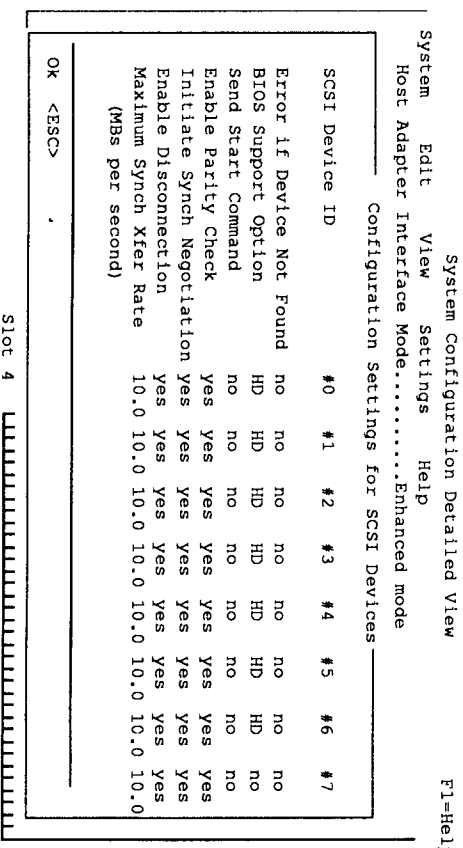 System Configuration Detailed View
System Edit View Settings Help F1=Hel
Host Adapter Interface Mode..........Enhanced mode
Configuration Settings for SCSI Devices
SCSI Device ID #0 #1 #2 #3 #4 #5 #6 #7
Error if Device Not Found no no no no no no no no
BIOS Support Option HD HD HD HD HD HD HD no
Send Start Command no no no no no no no no
Enable Parity Check yes yes yes yes yes yes yes yes
Initiate Synch Negotiation yes yes yes yes yes yes yes yes
Enable Disconnection yes yes yes yes yes yes yes yes
Maximum Synch Xfer Rate 10.0 10.0 10.0 10.0 10.0 10.0 10.0 10.0
(MBs per second)
Ok <ESC>
Slot 4